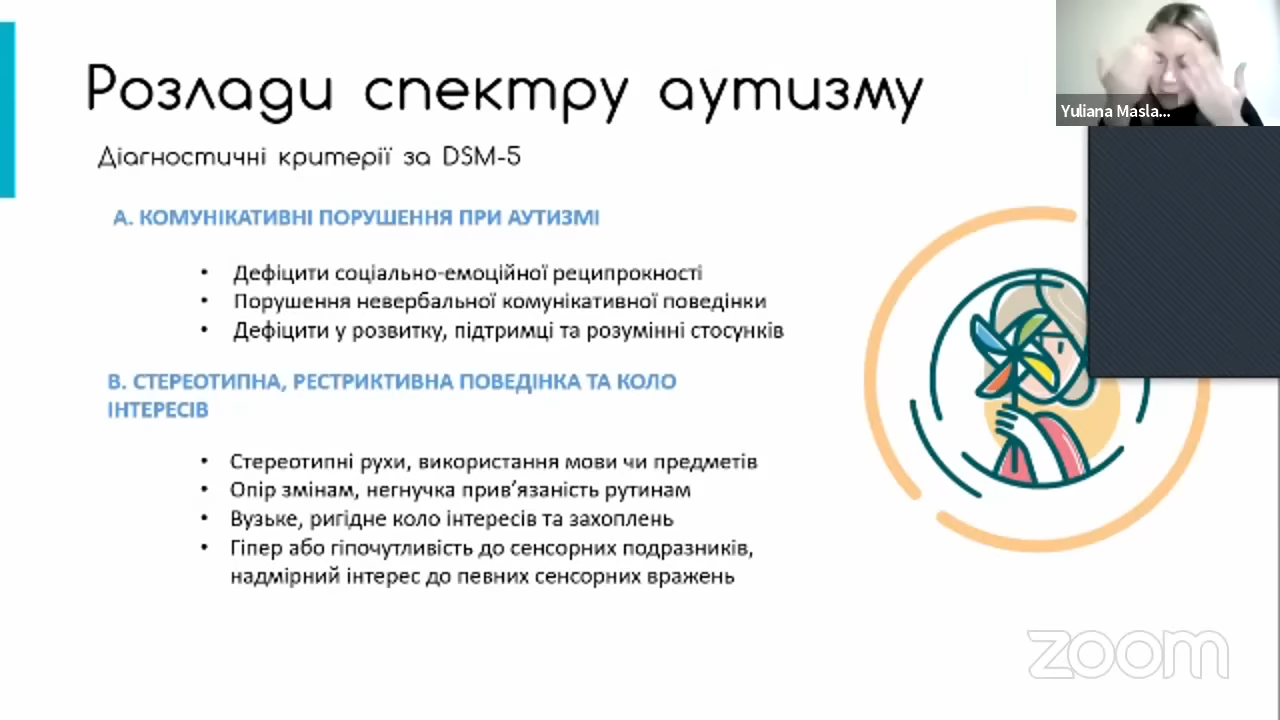 Розлади спектру аутизму
Діагностичні критерії за DSM-5
А. КОМУНІКАТИВНІ ПОРУШЕННЯ ПРИ АУТИЗМІ
• Дефіцити соціально-емоційної реципрокності
• Порушення невербальної комунікативної поведінки
• Дефіцити у розвитку, підтримці та розумінні стосунків
В. СТЕРЕОТИПНА, РЕСТРИКТИВНА ПОВЕДІНКА ТА КОЛО
ІНТЕРЕСІВ
• Стереотипні рухи, використання мови чи предметів
• Опір змінам, негнучка прив’язаність рутинам
• Вузьке, ригідне коло інтересів та захоплень
• Гіпер або гіпочутливість до сенсорних подразників,
надмірний інтерес до певних сенсорних вражень
Yuliana Masla...
zoom